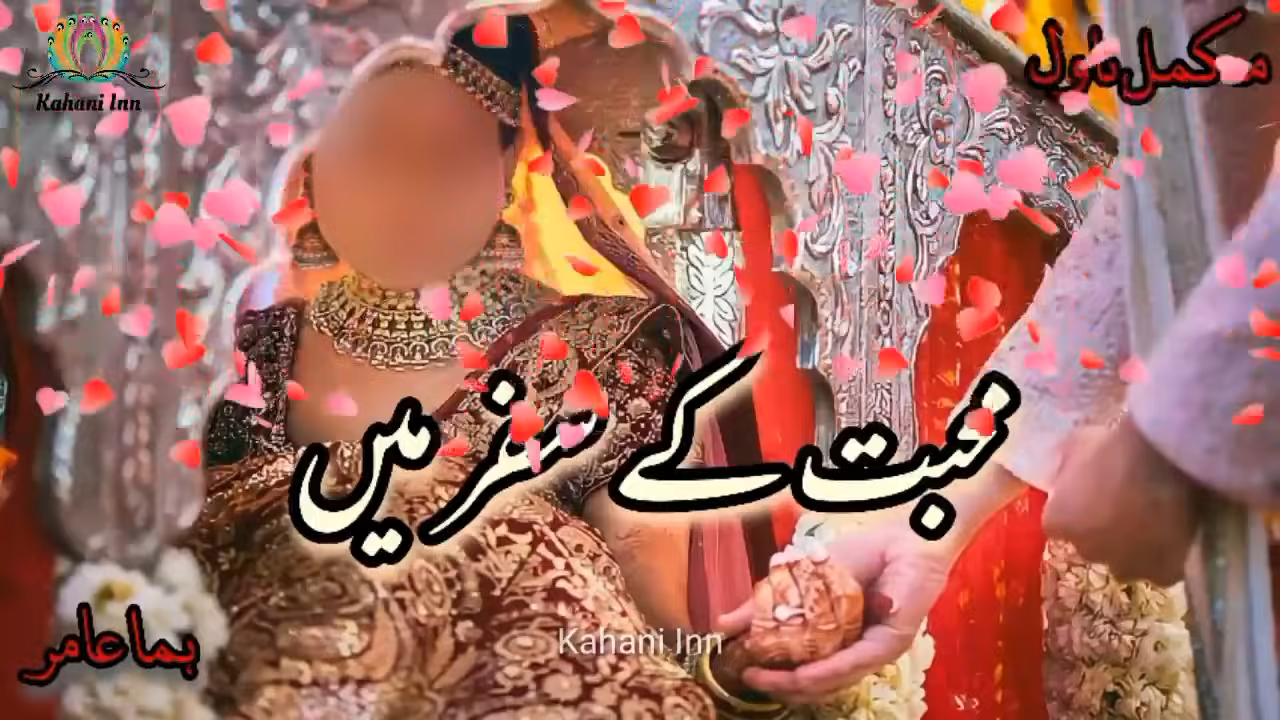 Kahani Inn
مکمل ناول
محبت کے سفر میں
ہما عامر
Kahani Inn